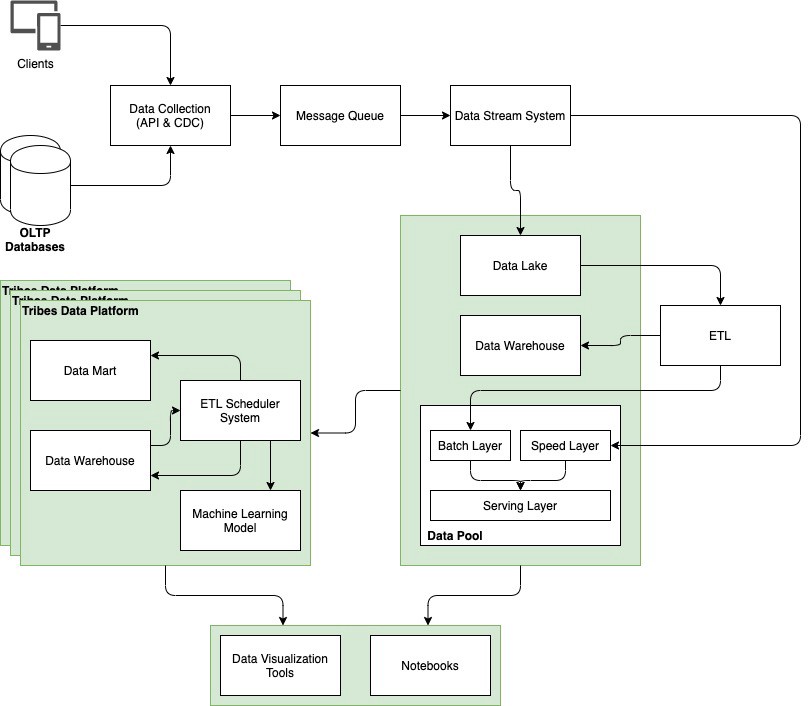 Clients
Data Collection
(API & CDC)
Message Queue
Data Stream System
OLTP
Databases
Data Lake
Data Warehouse
ETL
Batch Layer
Speed Layer
Serving Layer
Data Pool
Tribes Data Platform
Tribes Data Platform
Tribes Data Platform
Data Mart
ETL Scheduler
System
Data Warehouse
Machine Learning
Model
Data Visualization
Tools
Notebooks